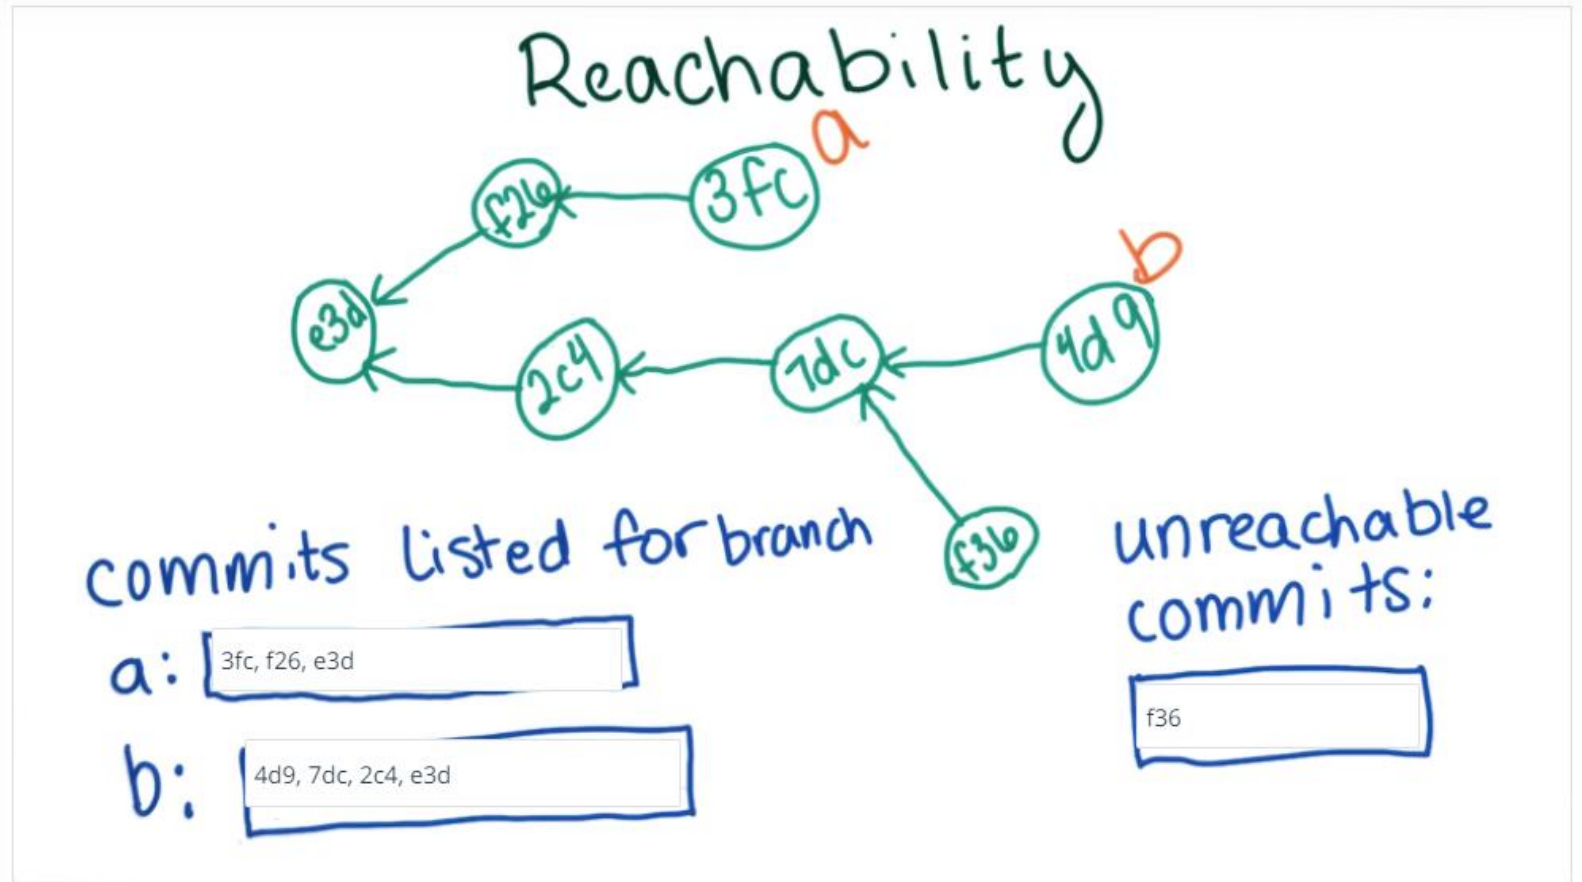 Reachability
a
f26
3fc
b
e3d
2c4
7dc
4d9
f36
commits listed for branch
unreachable
commits:
a: 3fc, f26, e3d
f36
b: 4d9, 7dc, 2c4, e3d